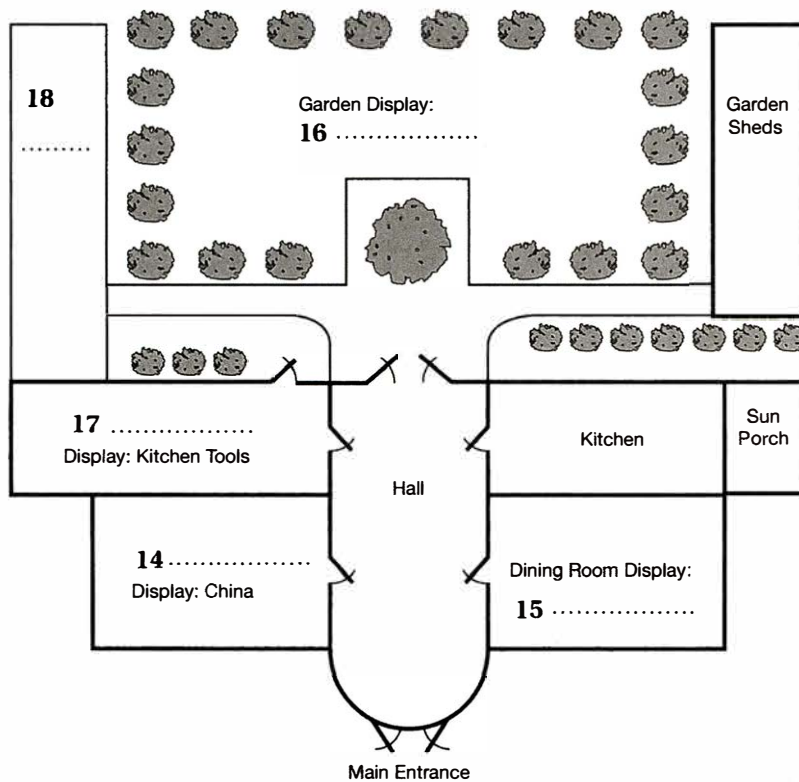 18
..........
Garden Display:
16 ..................
Garden
Sheds
17 ..................
Display: Kitchen Tools
Kitchen
Sun
Porch
Hall
14 ..................
Display: China
Dining Room Display:
15 ..................
Main Entrance